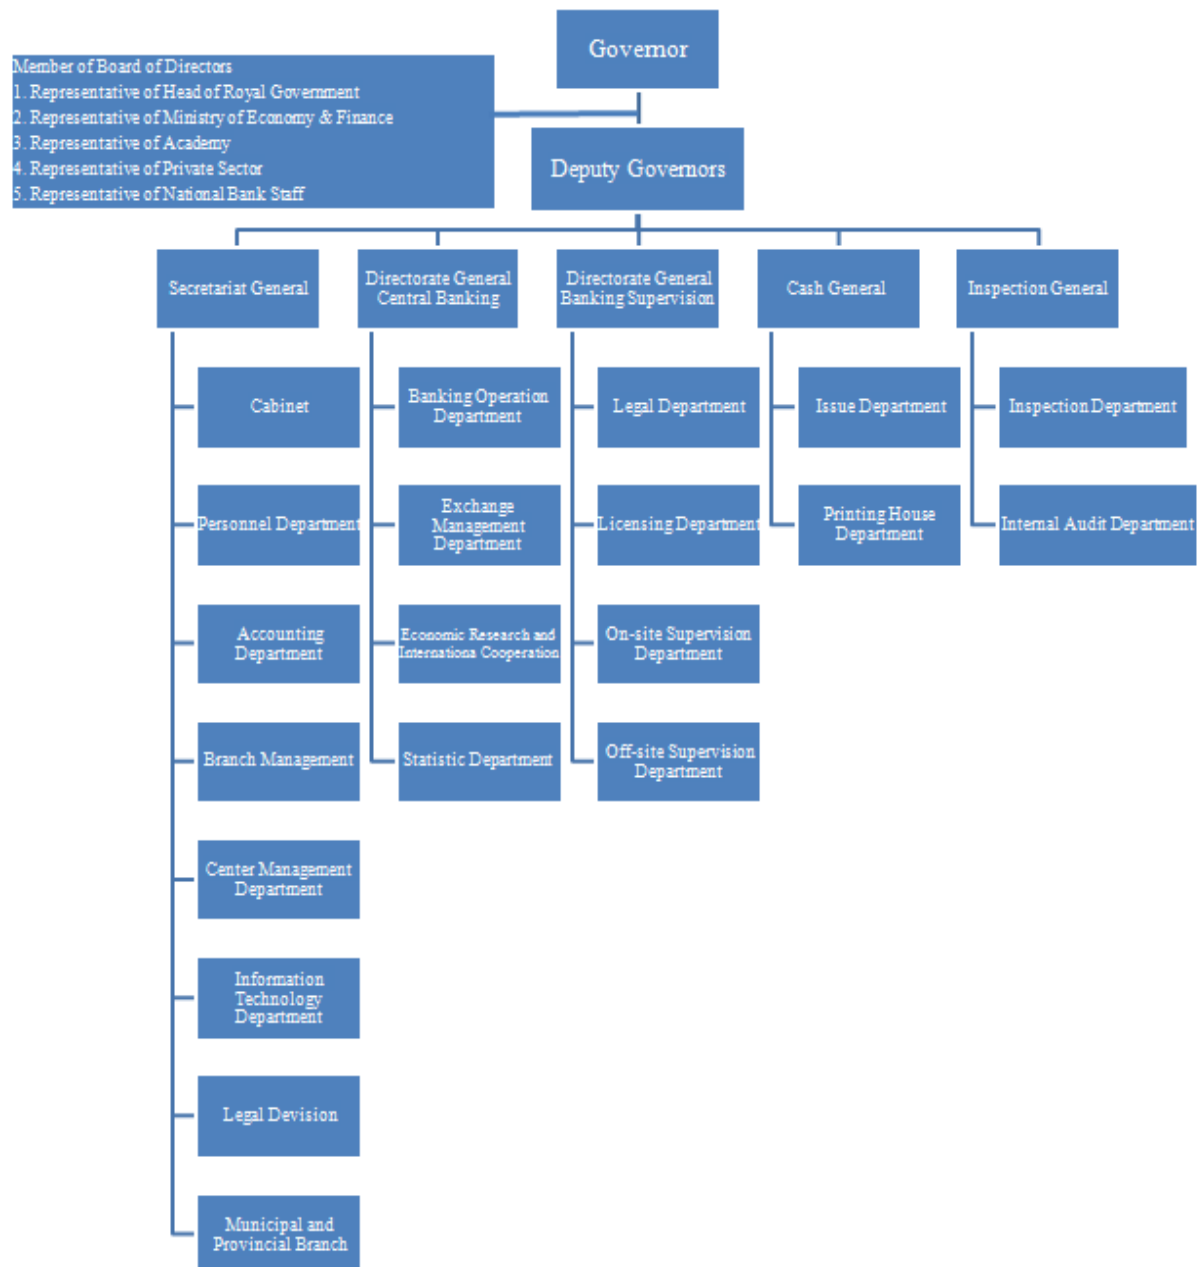 Governor
Member of Board of Directors
1. Representative of Head of Royal Government
2. Representative of Ministry of Economy & Finance
3. Representative of Academy
4. Representative of Private Sector
5. Representative of National Bank Staff
Deputy Governors
Secretariat General
Directorate General
Central Banking
Directorate General
Banking Supervision
Cash General
Inspection General
Cabinet
Banking Operation
Department
Legal Department
Issue Department
Inspection Department
Personnel Department
Exchange
Management
Department
Licensing Department
Printing House
Department
Internal Audit Department
Accounting
Department
Economic Research and
Internationa Cooperation
On-site Supervision
Department
Branch Management
Statistic Department
Off-site Supervision
Department
Center Management
Department
Information
Technology
Department
Legal Devision
Municipal and
Provincial Branch